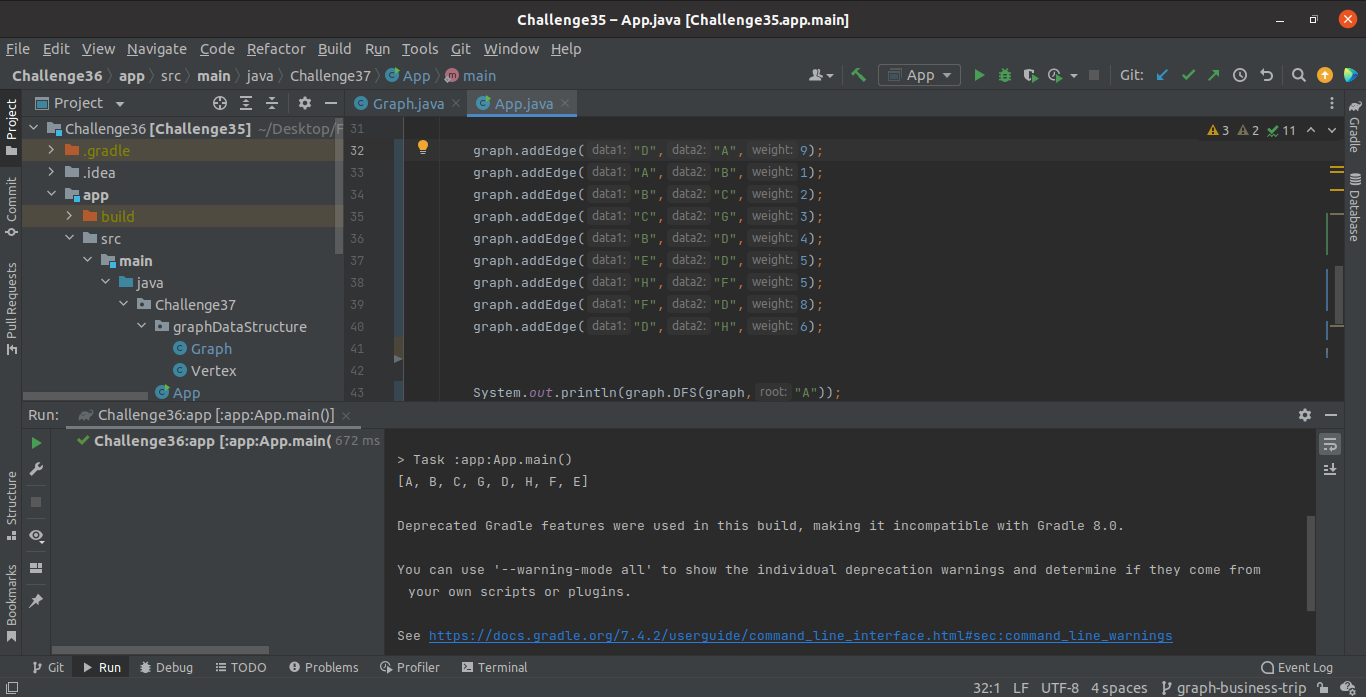 Challenge35 – App.java [Challenge35.app.main]
File Edit View Navigate Code Refactor Build Run Tools Git Window Help
Challenge36 app src main java Challenge37 App main
App
Git:
Project
Graph.java
App.java
Project
Commit
Pull Requests
Structure
Bookmarks
Gradle
Database
Challenge36 [Challenge35] ~/Desktop/F
.gradle
.idea
app
build
src
main
java
Challenge37
graphDataStructure
Graph
Vertex
App
3 2 11
31
32 graph.addEdge( data1: "D", data2: "A", weight: 9);
33 graph.addEdge( data1: "A", data2: "B", weight: 1);
34 graph.addEdge( data1: "B", data2: "C", weight: 2);
35 graph.addEdge( data1: "C", data2: "G", weight: 3);
36 graph.addEdge( data1: "B", data2: "D", weight: 4);
37 graph.addEdge( data1: "E", data2: "D", weight: 5);
38 graph.addEdge( data1: "H", data2: "F", weight: 5);
39 graph.addEdge( data1: "F", data2: "D", weight: 8);
40 graph.addEdge( data1: "D", data2: "H", weight: 6);
41
42
43 System.out.println(graph.DFS(graph, root: "A"));
Run: Challenge36:app [:app:App.main()]
Challenge36:app [:app:App.main( 672 ms
> Task :app:App.main()
[A, B, C, G, D, H, F, E]
Deprecated Gradle features were used in this build, making it incompatible with Gradle 8.0.
You can use '--warning-mode all' to show the individual deprecation warnings and determine if they come from
your own scripts or plugins.
See https://docs.gradle.org/7.4.2/userguide/command_line_interface.html#sec:command_line_warnings
Git Run Debug TODO Problems Profiler Terminal Event Log
32:1 LF UTF-8 4 spaces graph-business-trip